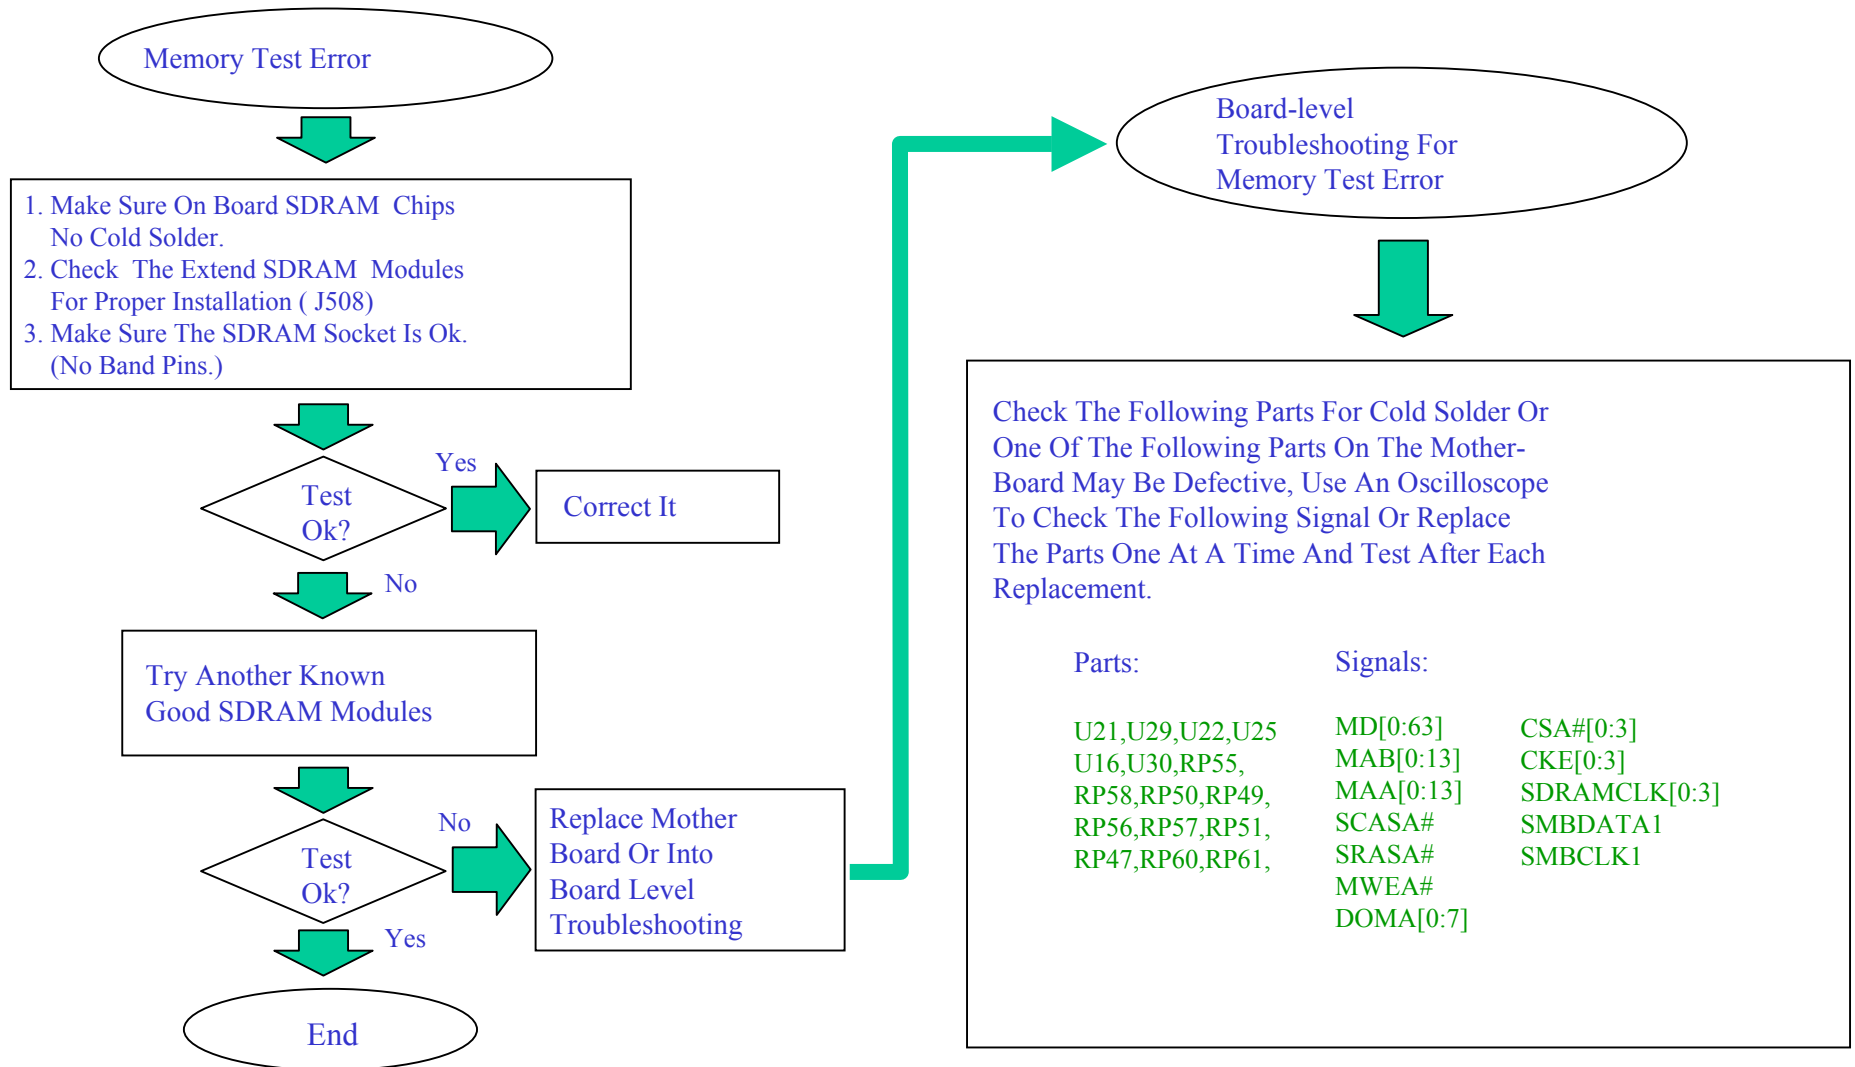 Memory Test Error
1. Make Sure On Board SDRAM Chips
No Cold Solder.
2. Check The Extend SDRAM Modules
For Proper Installation ( J508)
3. Make Sure The SDRAM Socket Is Ok.
(No Band Pins.)
Test
Ok?
Yes
Correct It
No
Try Another Known
Good SDRAM Modules
Test
Ok?
No
Replace Mother
Board Or Into
Board Level
Troubleshooting
Yes
End
Board-level
Troubleshooting For
Memory Test Error
Check The Following Parts For Cold Solder Or
One Of The Following Parts On The Mother-
Board May Be Defective, Use An Oscilloscope
To Check The Following Signal Or Replace
The Parts One At A Time And Test After Each
Replacement.
Parts:
U21,U29,U22,U25
U16,U30,RP55,
RP58,RP50,RP49,
RP56,RP57,RP51,
RP47,RP60,RP61,
Signals:
MD[0:63]
MAB[0:13]
MAA[0:13]
SCASA#
SRASA#
MWEA#
DOMA[0:7]
CSA#[0:3]
CKE[0:3]
SDRAMCLK[0:3]
SMBDATA1
SMBCLK1